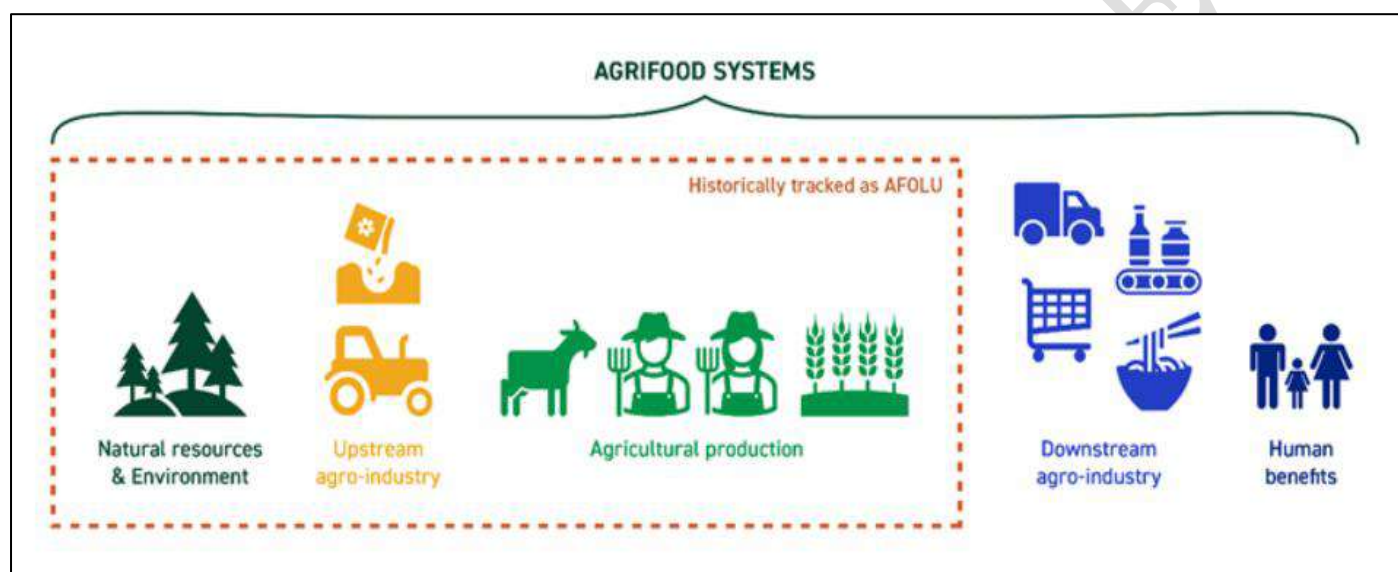 AGRIFOOD SYSTEMS
Historically tracked as AFOLU
Natural resources
& Environment
Upstream
agro-industry
Agricultural production
Downstream
agro-industry
Human
benefits